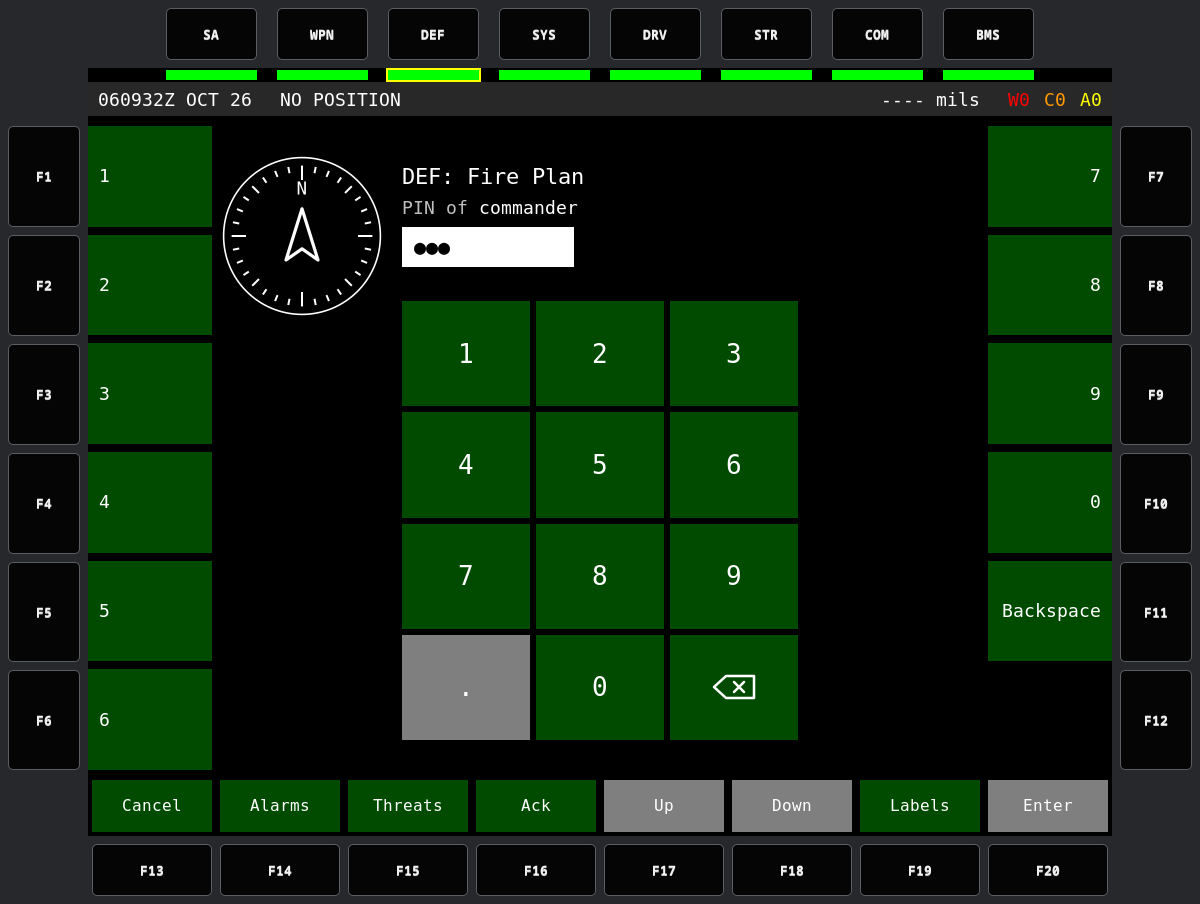 SA WPN DEF SYS DRV STR COM BMS
060932Z OCT 26 NO POSITION ---- mils W0 C0 A0
F1 1 7 F7
N
DEF: Fire Plan
PIN of commander
●●●
F2 2 8 F8
1 2 3
F3 3 9 F9
4 5 6
F4 4 0 F10
7 8 9
F5 5 Backspace F11
. 0
F6 6 F12
Cancel Alarms Threats Ack Up Down Labels Enter
F13 F14 F15 F16 F17 F18 F19 F20